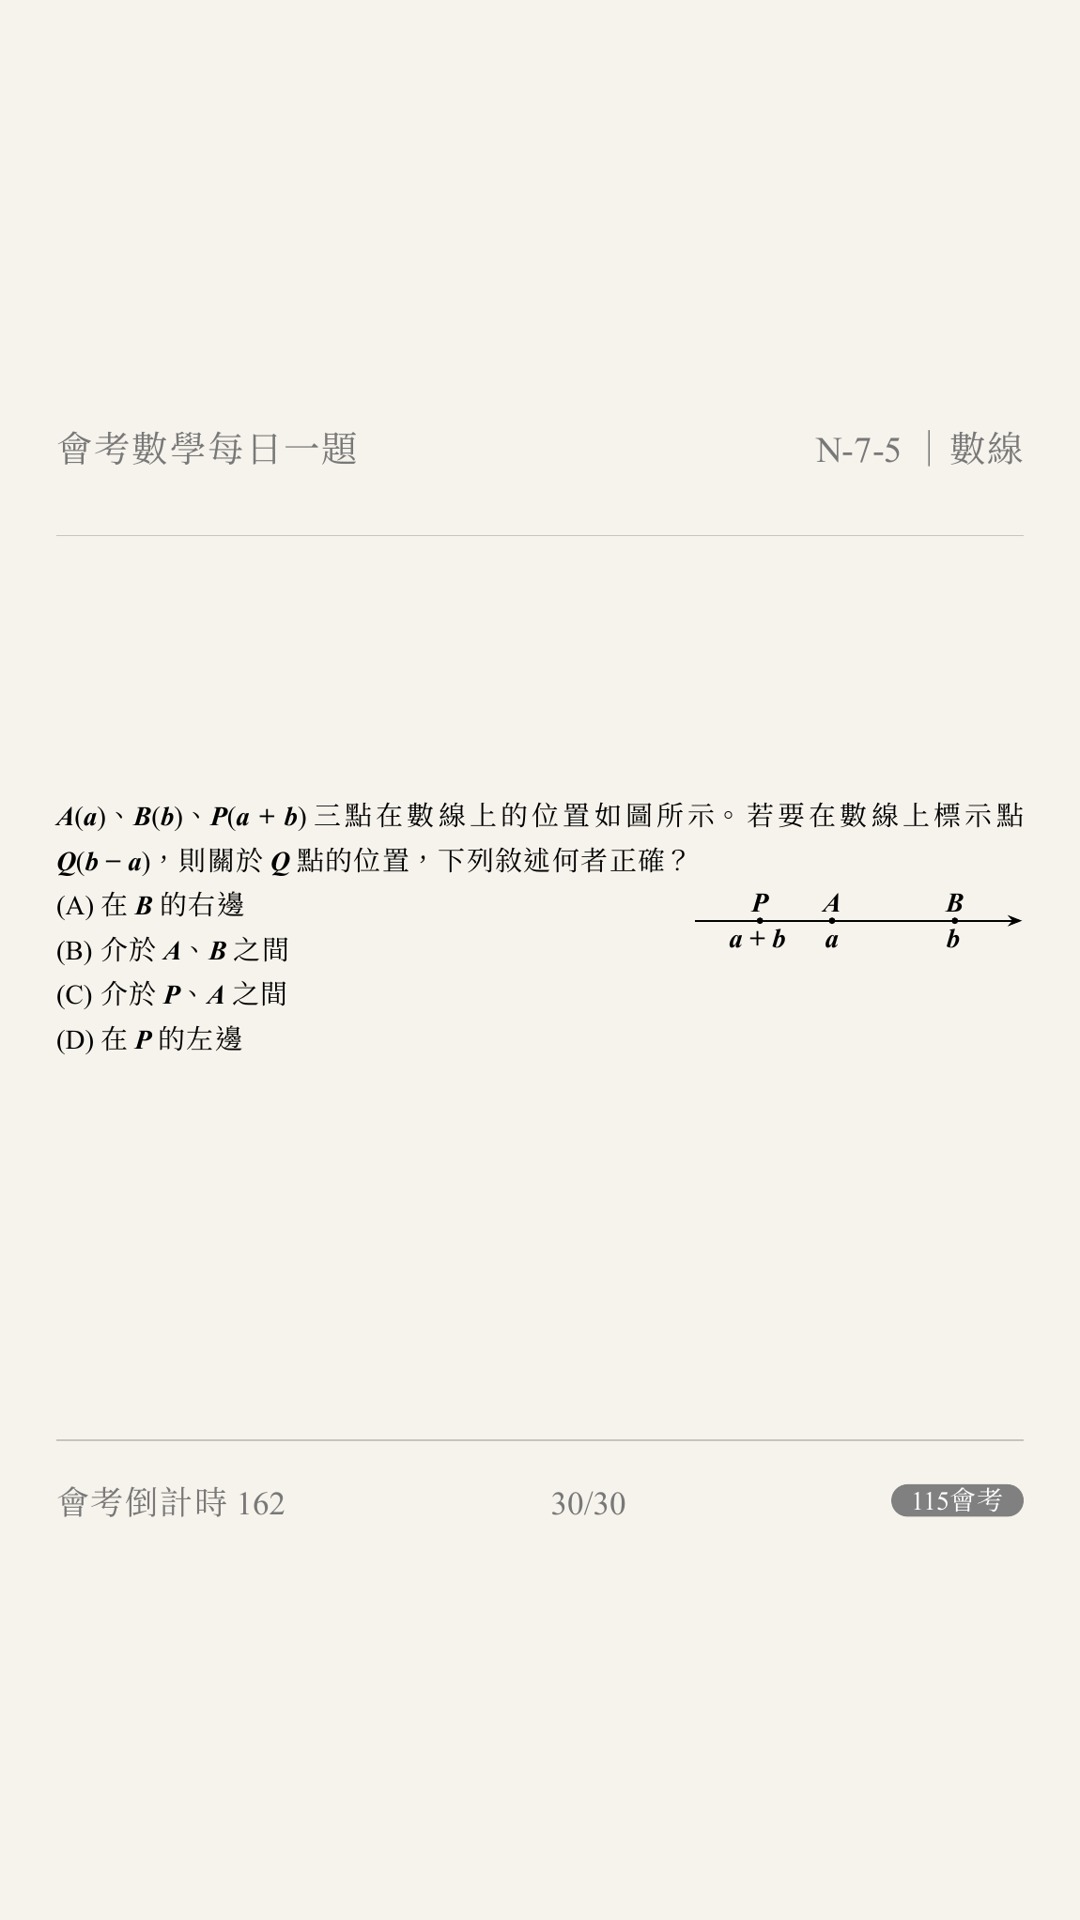 會考數學每日一題
N-7-5｜數線
A(a)、B(b)、P(a + b) 三點在數線上的位置如圖所示。若要在數線上標示點
Q(b − a)，則關於 Q 點的位置，下列敘述何者正確？
(A) 在 B 的右邊
(B) 介於 A、B 之間
(C) 介於 P、A 之間
(D) 在 P 的左邊
P A B
a + b a b
會考倒計時 162
30/30
115會考